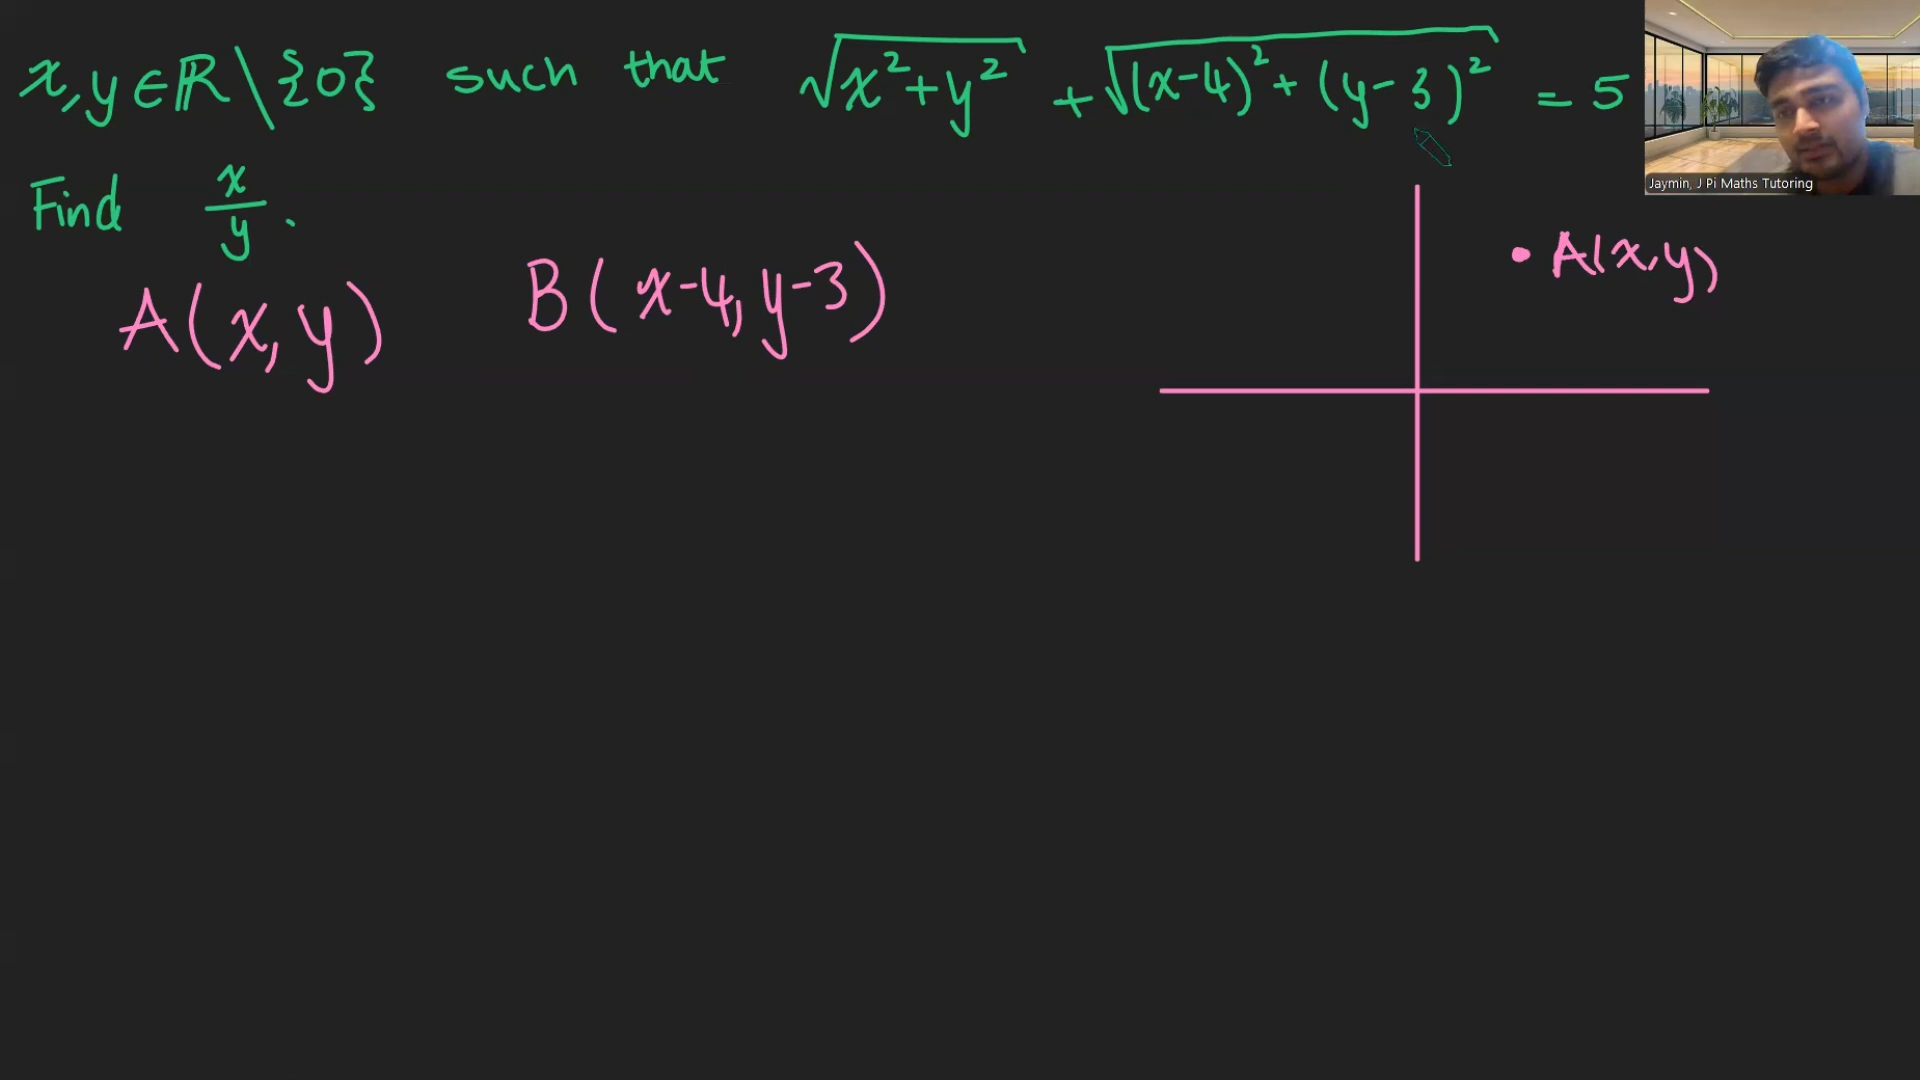 x, y ∈ ℝ \ {0} such that √(x² + y²) + √((x-4)² + (y-3)²) = 5
Find x/y.
A(x, y) B(x-4, y-3)
A(x, y)
Jaymin, J Pi Maths Tutoring